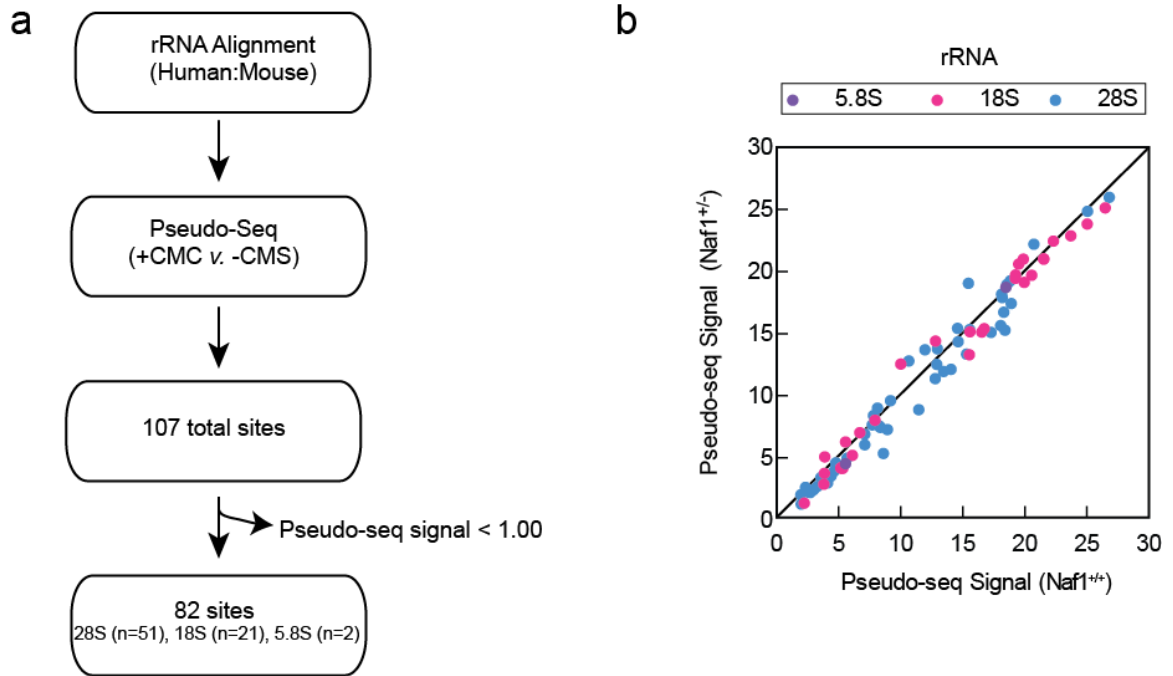 a
rRNA Alignment
(Human:Mouse)
Pseudo-Seq
(+CMC v. -CMS)
107 total sites
Pseudo-seq signal < 1.00
82 sites
28S (n=51), 18S (n=21), 5.8S (n=2)
b
rRNA
5.8S 18S 28S
Pseudo-seq Signal (Naf1+/-)
30
25
20
15
10
5
0
0 5 10 15 20 25 30
Pseudo-seq Signal (Naf1+/+)